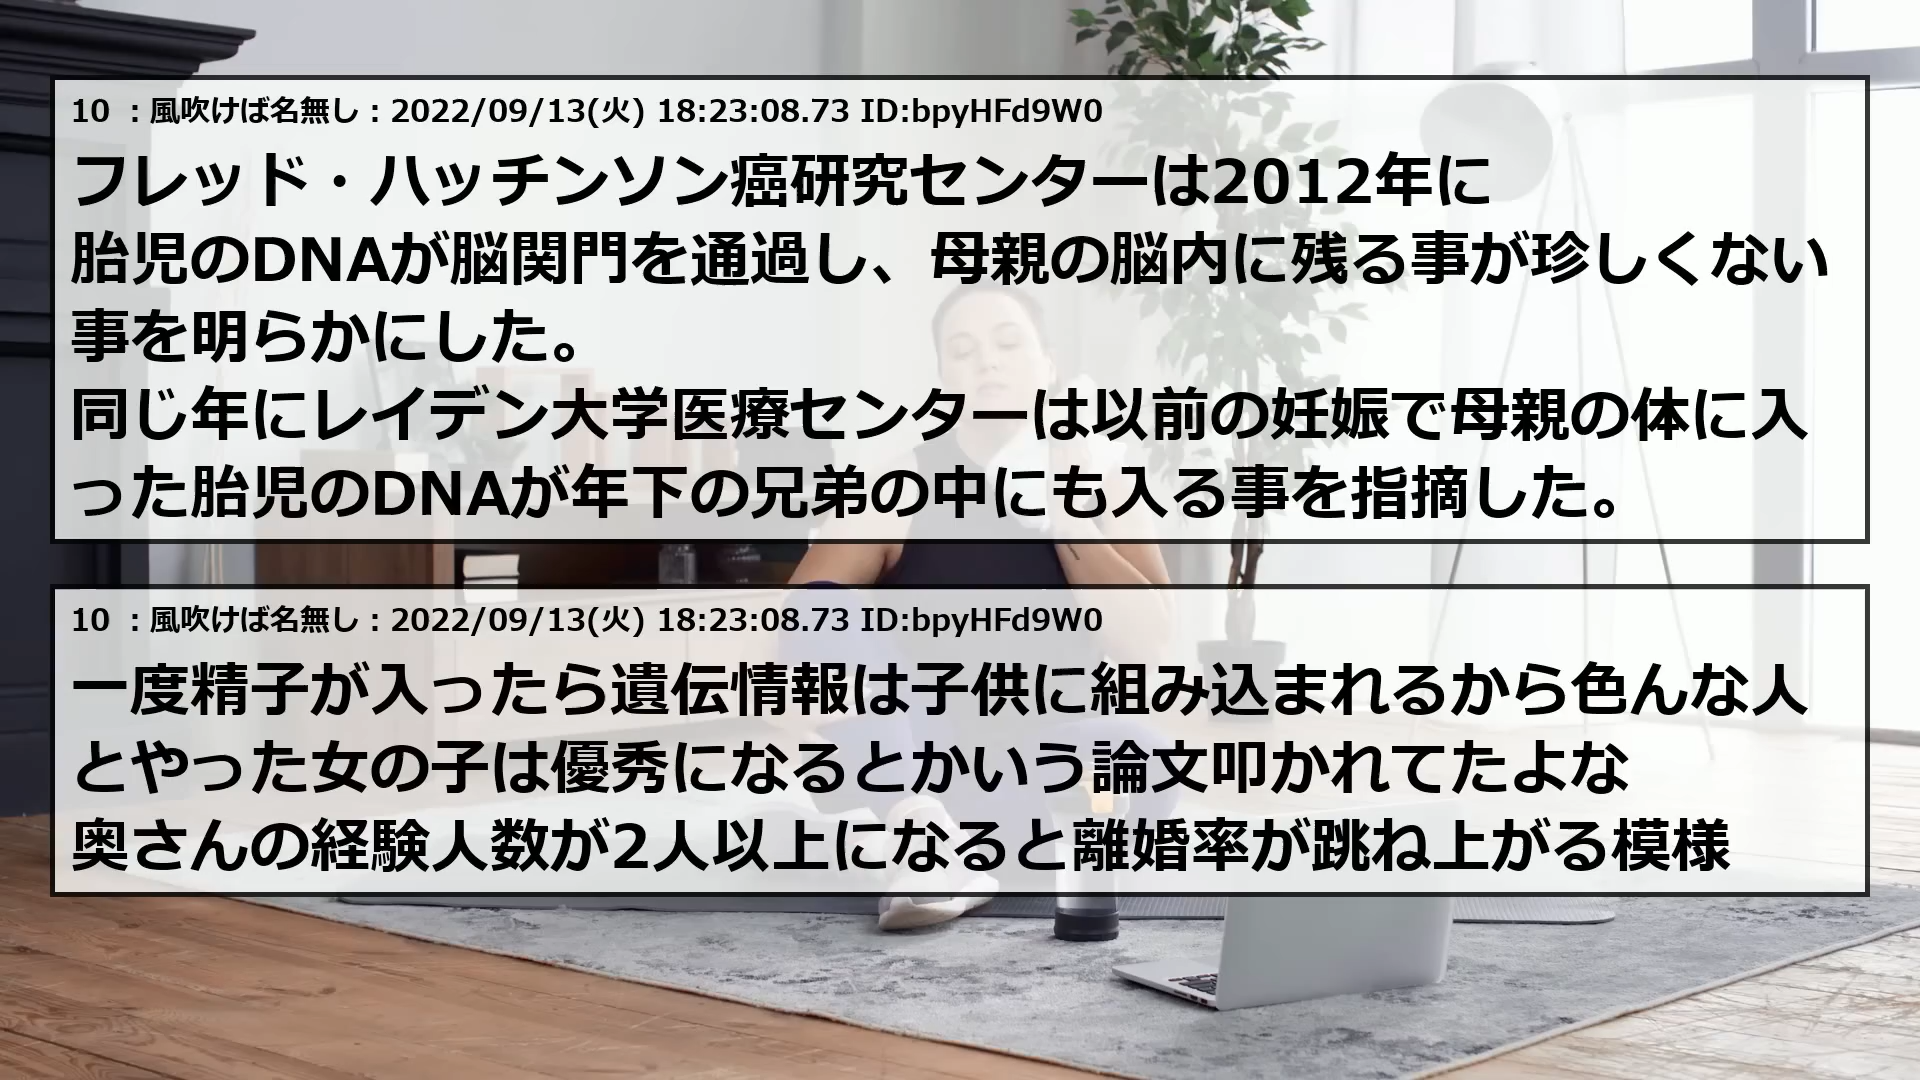 10 ：風吹けば名無し：2022/09/13(火) 18:23:08.73 ID:bpyHFd9W0
フレッド・ハッチンソン癌研究センターは2012年に
胎児のDNAが脳関門を通過し、母親の脳内に残る事が珍しくない
事を明らかにした。
同じ年にレイデン大学医療センターは以前の妊娠で母親の体に入
った胎児のDNAが年下の兄弟の中にも入る事を指摘した。
10 ：風吹けば名無し：2022/09/13(火) 18:23:08.73 ID:bpyHFd9W0
一度精子が入ったら遺伝情報は子供に組み込まれるから色んな人
とやった女の子は優秀になるとかいう論文叩かれてたよな
奥さんの経験人数が2人以上になると離婚率が跳ね上がる模様